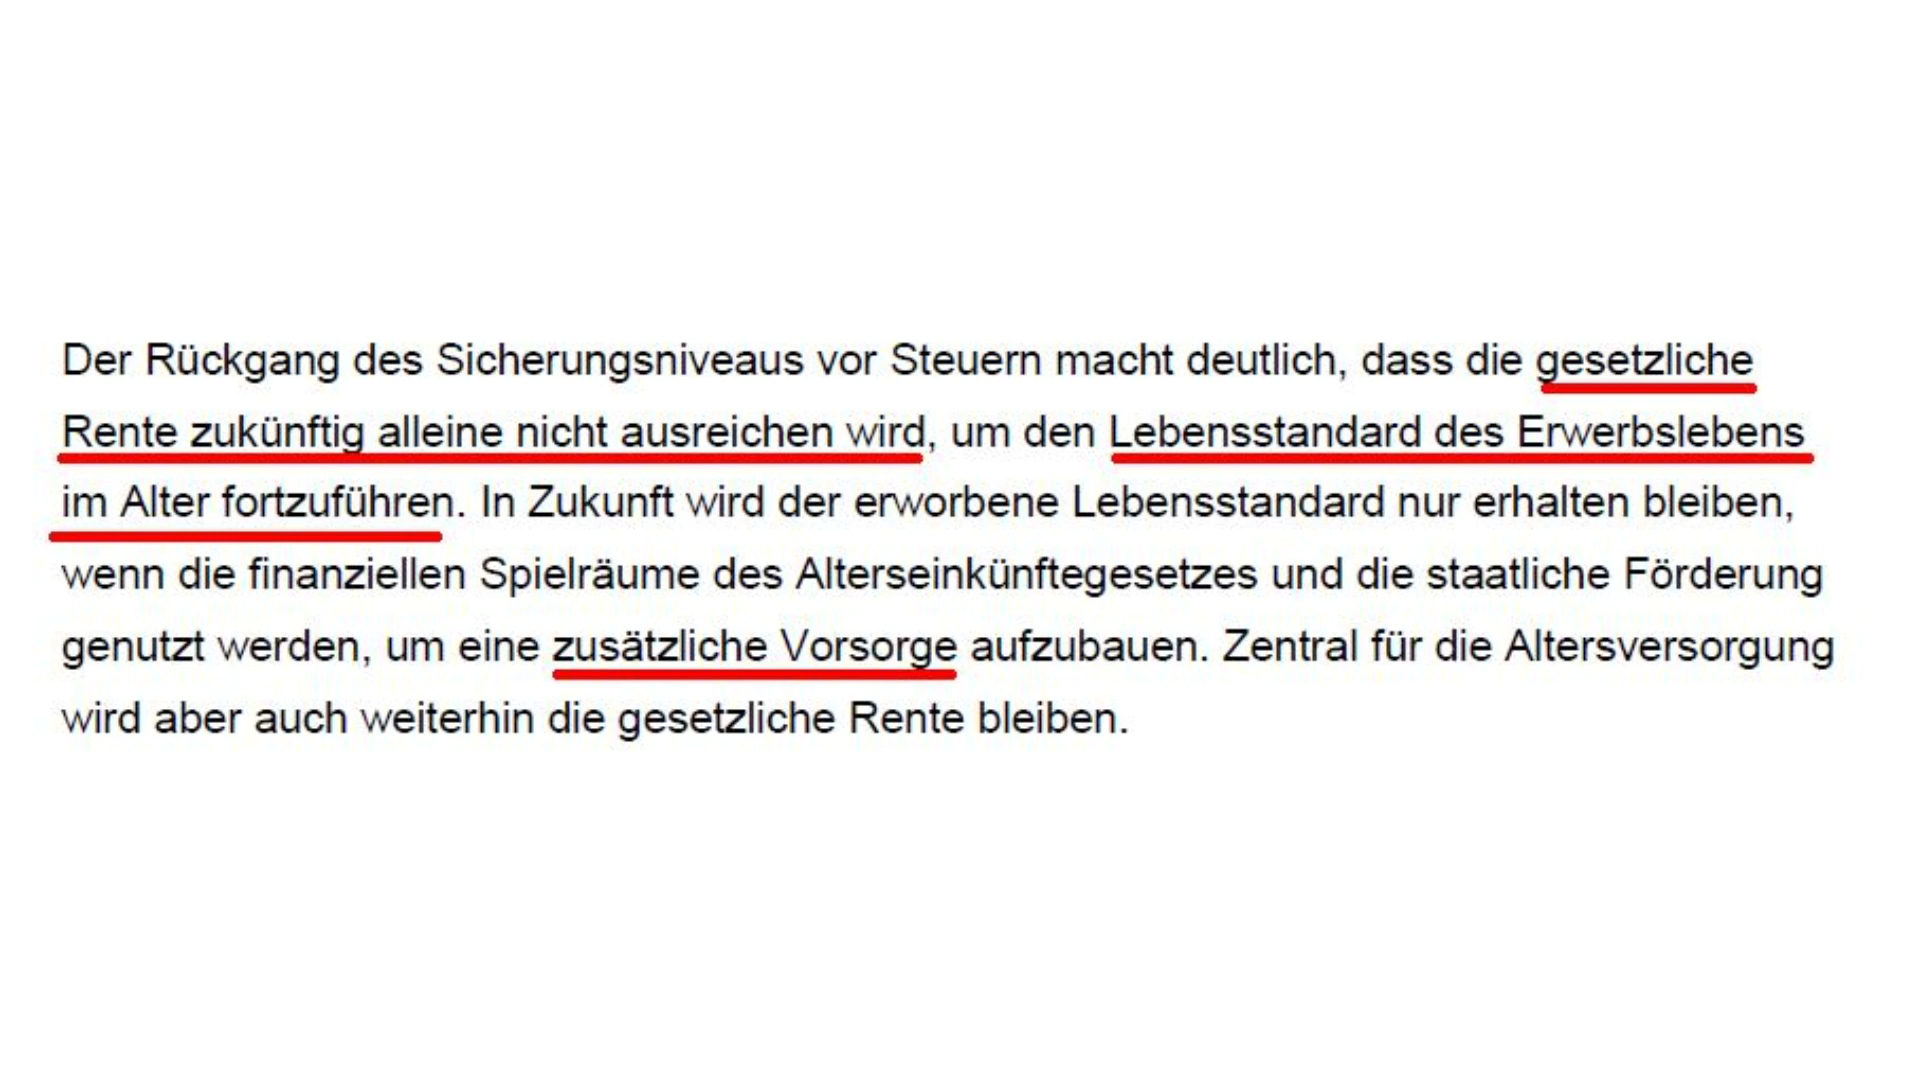 Der Rückgang des Sicherungsniveaus vor Steuern macht deutlich, dass die gesetzliche
Rente zukünftig alleine nicht ausreichen wird, um den Lebensstandard des Erwerbslebens
im Alter fortzuführen. In Zukunft wird der erworbene Lebensstandard nur erhalten bleiben,
wenn die finanziellen Spielräume des Alterseinkünftegesetzes und die staatliche Förderung
genutzt werden, um eine zusätzliche Vorsorge aufzubauen. Zentral für die Altersversorgung
wird aber auch weiterhin die gesetzliche Rente bleiben.